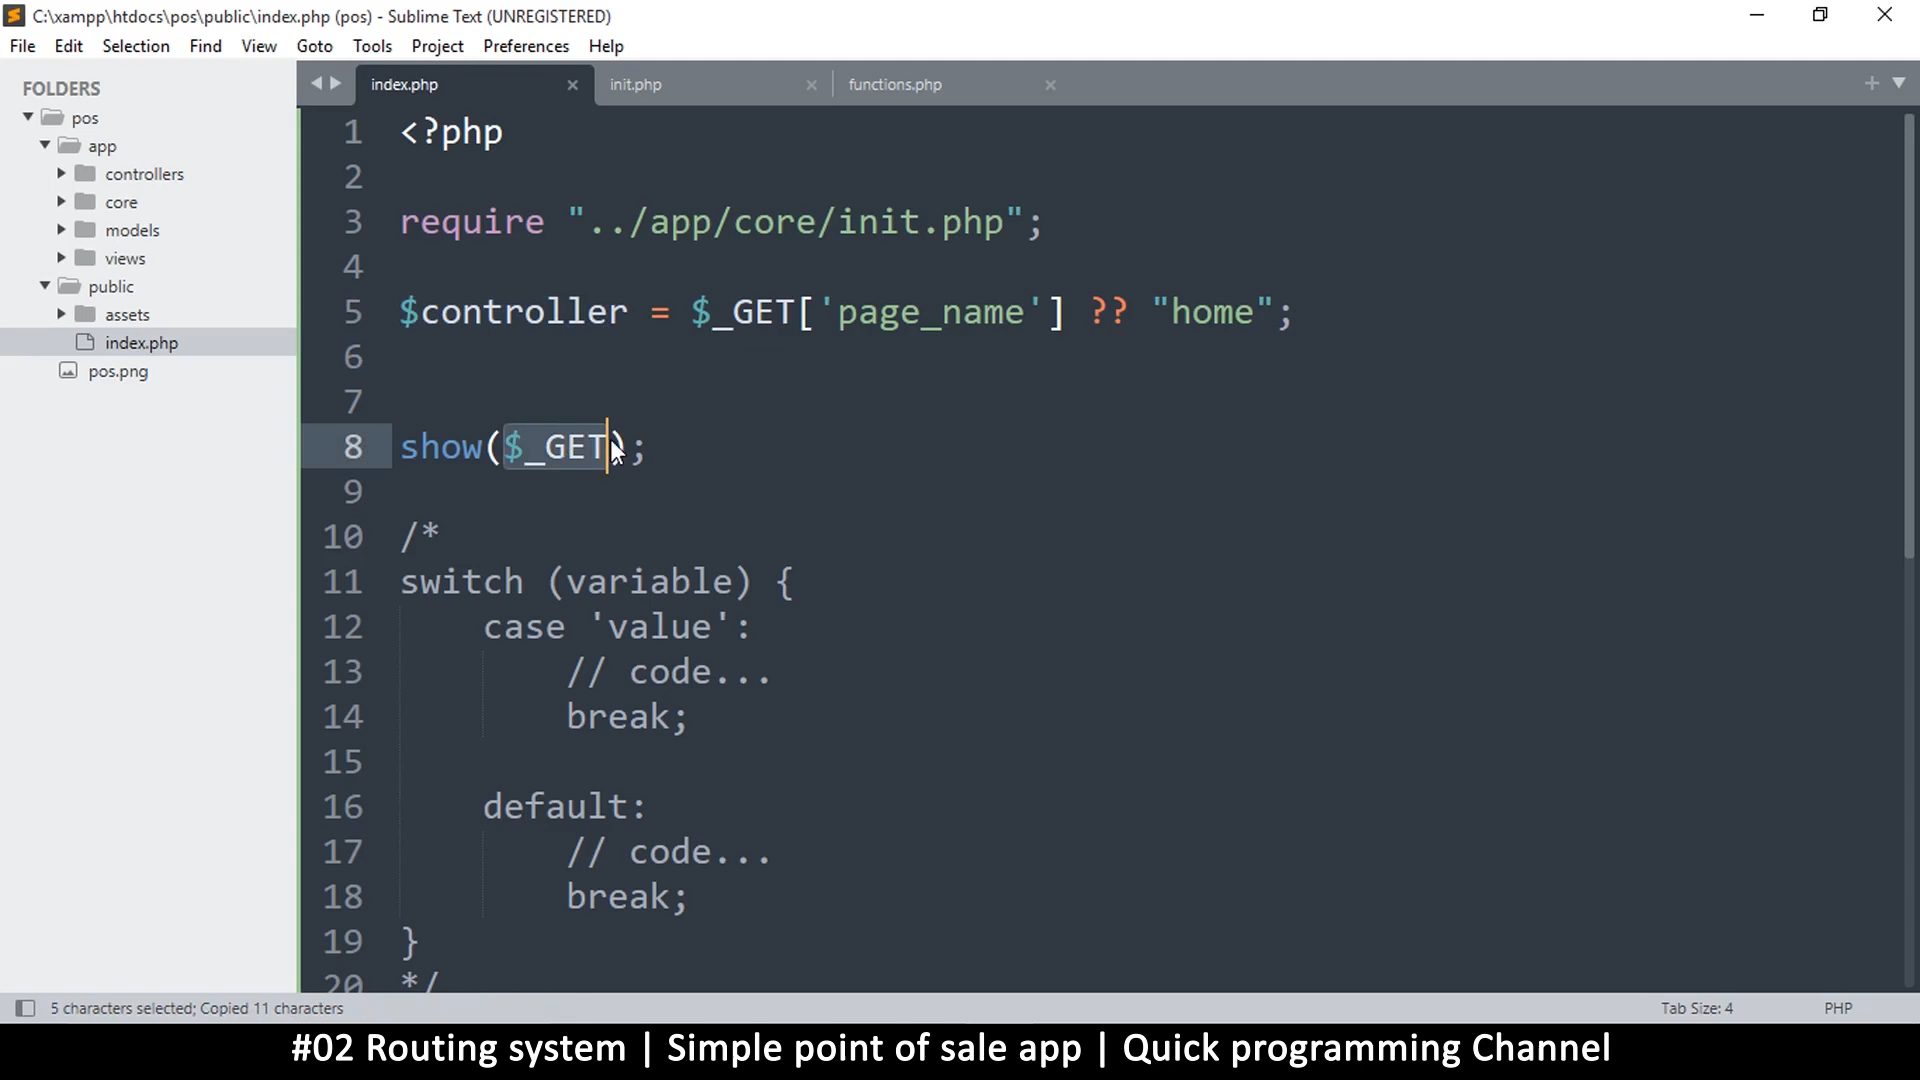 C:\xampp\htdocs\pos\public\index.php (pos) - Sublime Text (UNREGISTERED)
File Edit Selection Find View Goto Tools Project Preferences Help
FOLDERS
pos
app
controllers
core
models
views
public
assets
index.php
pos.png
index.php init.php functions.php
1 <?php
2
3 require "../app/core/init.php";
4
5 $controller = $_GET['page_name'] ?? "home";
6
7
8 show($_GET);
9
10 /*
11 switch (variable) {
12 case 'value':
13 // code...
14 break;
15
16 default:
17 // code...
18 break;
19 }
20 */
5 characters selected; Copied 11 characters Tab Size: 4 PHP
#02 Routing system | Simple point of sale app | Quick programming Channel